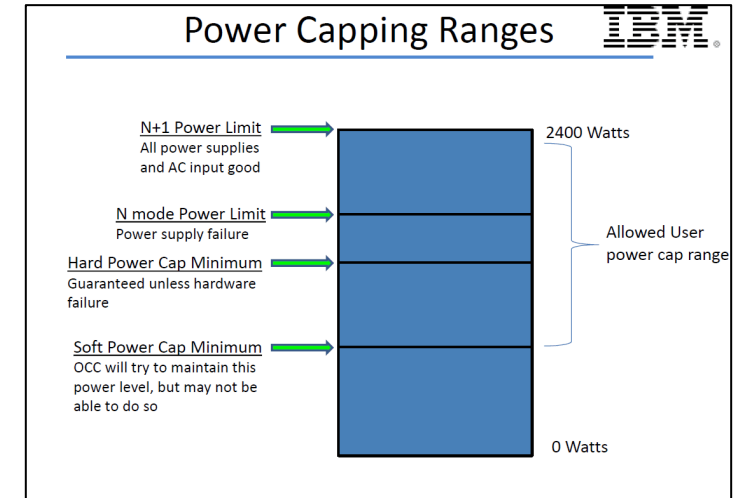 Power Capping Ranges
IBM®
N+1 Power Limit
All power supplies
and AC input good
2400 Watts
N mode Power Limit
Power supply failure
Allowed User
power cap range
Hard Power Cap Minimum
Guaranteed unless hardware
failure
Soft Power Cap Minimum
OCC will try to maintain this
power level, but may not be
able to do so
0 Watts